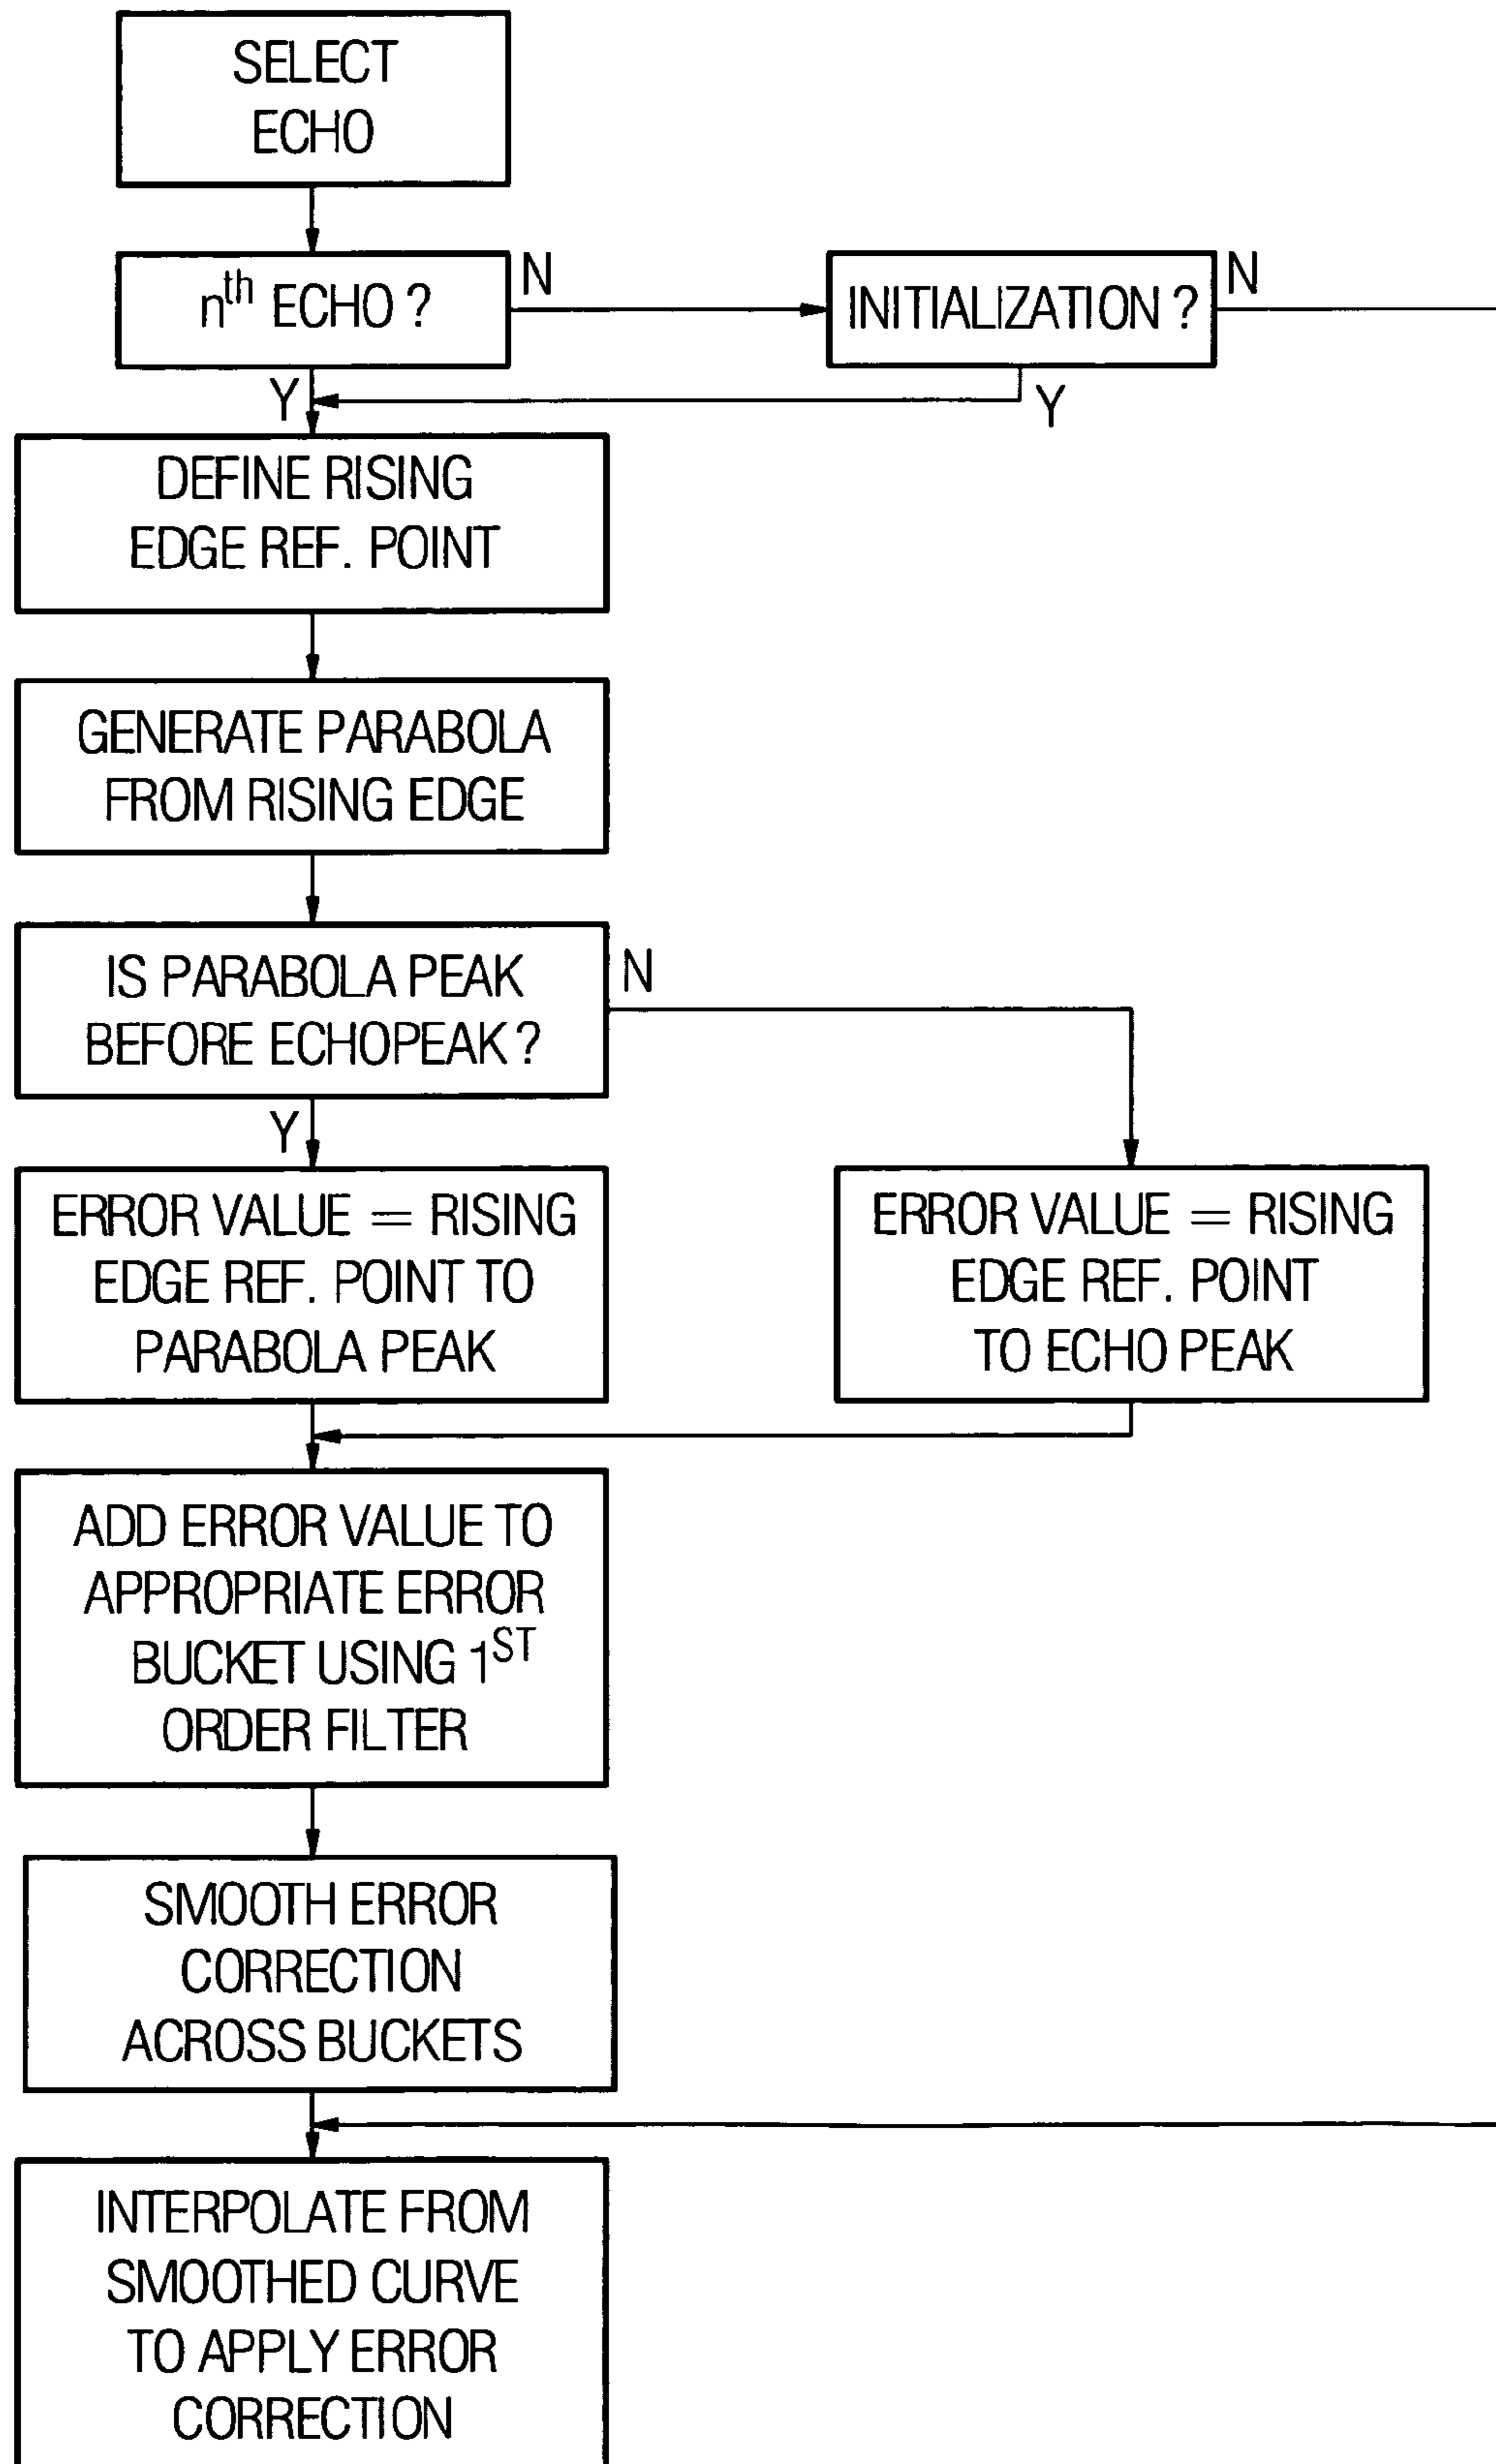 SELECT
ECHO
nth ECHO ?
N
INITIALIZATION ?
N
Y
Y
DEFINE RISING
EDGE REF. POINT
GENERATE PARABOLA
FROM RISING EDGE
IS PARABOLA PEAK
BEFORE ECHOPEAK ?
N
Y
ERROR VALUE = RISING
EDGE REF. POINT TO
PARABOLA PEAK
ERROR VALUE = RISING
EDGE REF. POINT
TO ECHO PEAK
ADD ERROR VALUE TO
APPROPRIATE ERROR
BUCKET USING 1ST
ORDER FILTER
SMOOTH ERROR
CORRECTION
ACROSS BUCKETS
INTERPOLATE FROM
SMOOTHED CURVE
TO APPLY ERROR
CORRECTION